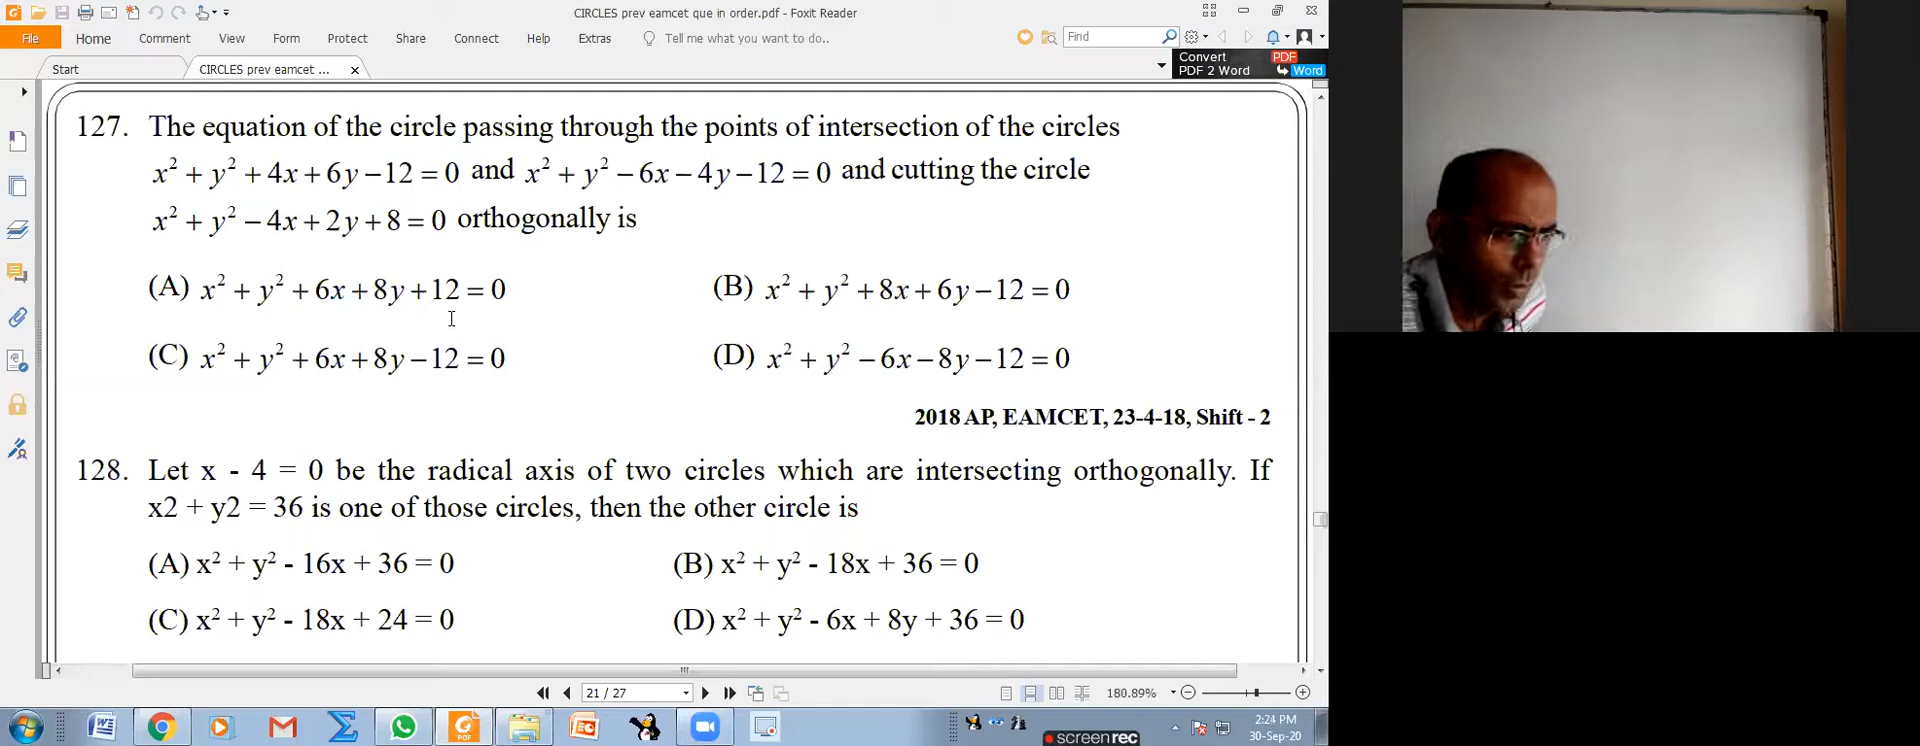 CIRCLES prev eamcet que in order.pdf - Foxit Reader
File Home Comment View Form Protect Share Connect Help Extras Tell me what you want to do.. Find
Start CIRCLES prev eamcet ... Convert PDF
PDF 2 Word Word
127. The equation of the circle passing through the points of intersection of the circles
x² + y² + 4x + 6y − 12 = 0 and x² + y² − 6x − 4y − 12 = 0 and cutting the circle
x² + y² − 4x + 2y + 8 = 0 orthogonally is
(A) x² + y² + 6x + 8y + 12 = 0 (B) x² + y² + 8x + 6y − 12 = 0
(C) x² + y² + 6x + 8y − 12 = 0 (D) x² + y² − 6x − 8y − 12 = 0
2018 AP, EAMCET, 23-4-18, Shift - 2
128. Let x - 4 = 0 be the radical axis of two circles which are intersecting orthogonally. If
x2 + y2 = 36 is one of those circles, then the other circle is
(A) x² + y² - 16x + 36 = 0 (B) x² + y² - 18x + 36 = 0
(C) x² + y² - 18x + 24 = 0 (D) x² + y² - 6x + 8y + 36 = 0
21 / 27 180.89%
2:24 PM
30-Sep-20
screenrec